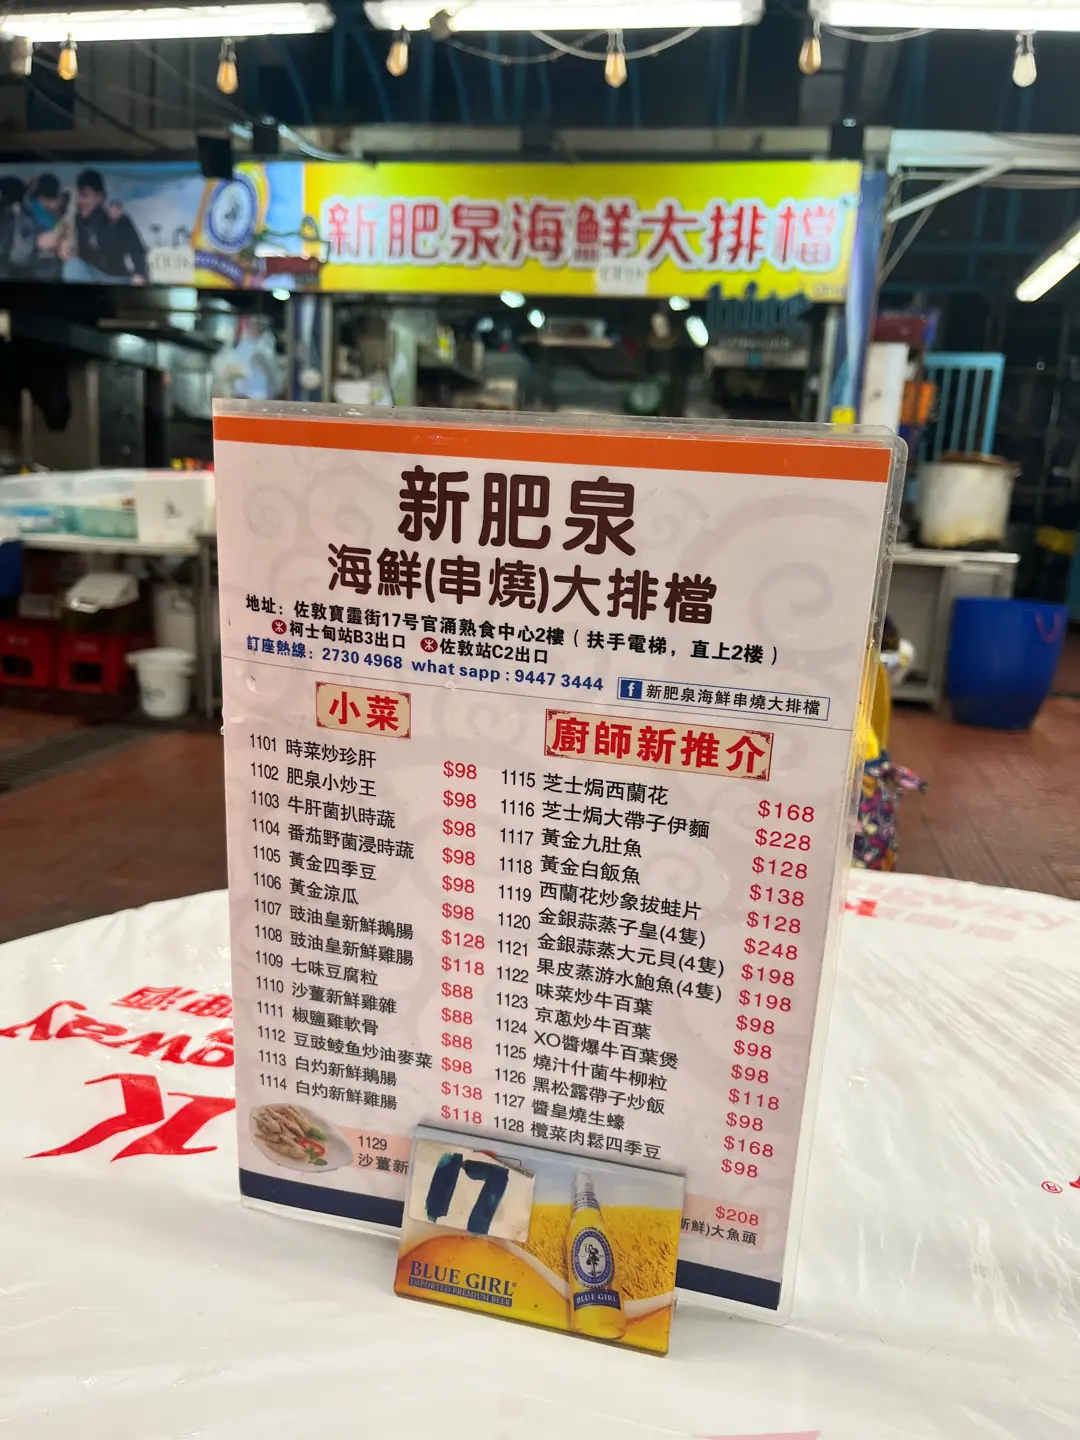 新肥泉海鮮大排檔
新肥泉
海鮮(串燒)大排檔
地址：佐敦寶靈街17号官涌熟食中心2樓（扶手電梯，直上2楼）
柯士甸站B3出口 佐敦站C2出口
訂座熱線：2730 4968 what sapp : 9447 3444
f 新肥泉海鮮串燒大排檔
小菜
1101 時菜炒珍肝 $98
1102 肥泉小炒王 $98
1103 牛肝菌扒時蔬 $98
1104 番茄野菌浸時蔬 $98
1105 黃金四季豆 $98
1106 黃金涼瓜 $98
1107 豉油皇新鮮鵝腸 $128
1108 豉油皇新鮮雞腸 $118
1109 七味豆腐粒 $88
1110 沙薑新鮮雞雜 $88
1111 椒鹽雞軟骨 $88
1112 豆豉鲮鱼炒油麥菜 $98
1113 白灼新鮮鵝腸 $138
1114 白灼新鮮雞腸 $118
廚師新推介
1115 芝士焗西蘭花 $168
1116 芝士焗大帶子伊麵 $228
1117 黃金九肚魚 $128
1118 黃金白飯魚 $138
1119 西蘭花炒象拔蚌片 $128
1120 金銀蒜蒸子皇(4隻) $248
1121 金銀蒜蒸大元貝(4隻) $198
1122 果皮蒸游水鮑魚(4隻) $198
1123 味菜炒牛百葉 $98
1124 京蔥炒牛百葉 $98
1125 XO醬爆牛百葉煲 $98
1126 燒汁什菌牛柳粒 $118
1127 黑松露帶子炒飯 $98
1128 醬皇燒生蠔 $168
欖菜肉鬆四季豆 $98
1129
沙薑新
$208
新鮮)大魚頭
17
BLUE GIRL
IMPORTED PREMIUM BEER
BLUE GIRL